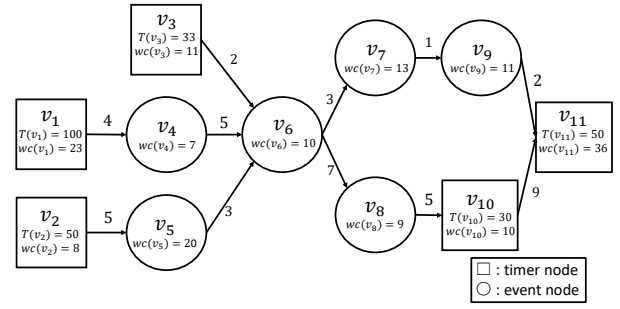 v₃
T(v₃) = 33
wc(v₃) = 11
2
v₁
T(v₁) = 100
wc(v₁) = 23
4
v₄
wc(v₄) = 7
5
v₆
wc(v₆) = 10
v₂
T(v₂) = 50
wc(v₂) = 8
5
v₅
wc(v₅) = 20
3
3
v₇
wc(v₇) = 13
1
v₉
wc(v₉) = 11
2
7
v₈
wc(v₈) = 9
5
v₁₀
T(v₁₀) = 30
wc(v₁₀) = 10
9
v₁₁
T(v₁₁) = 50
wc(v₁₁) = 36
□ : timer node
○ : event node